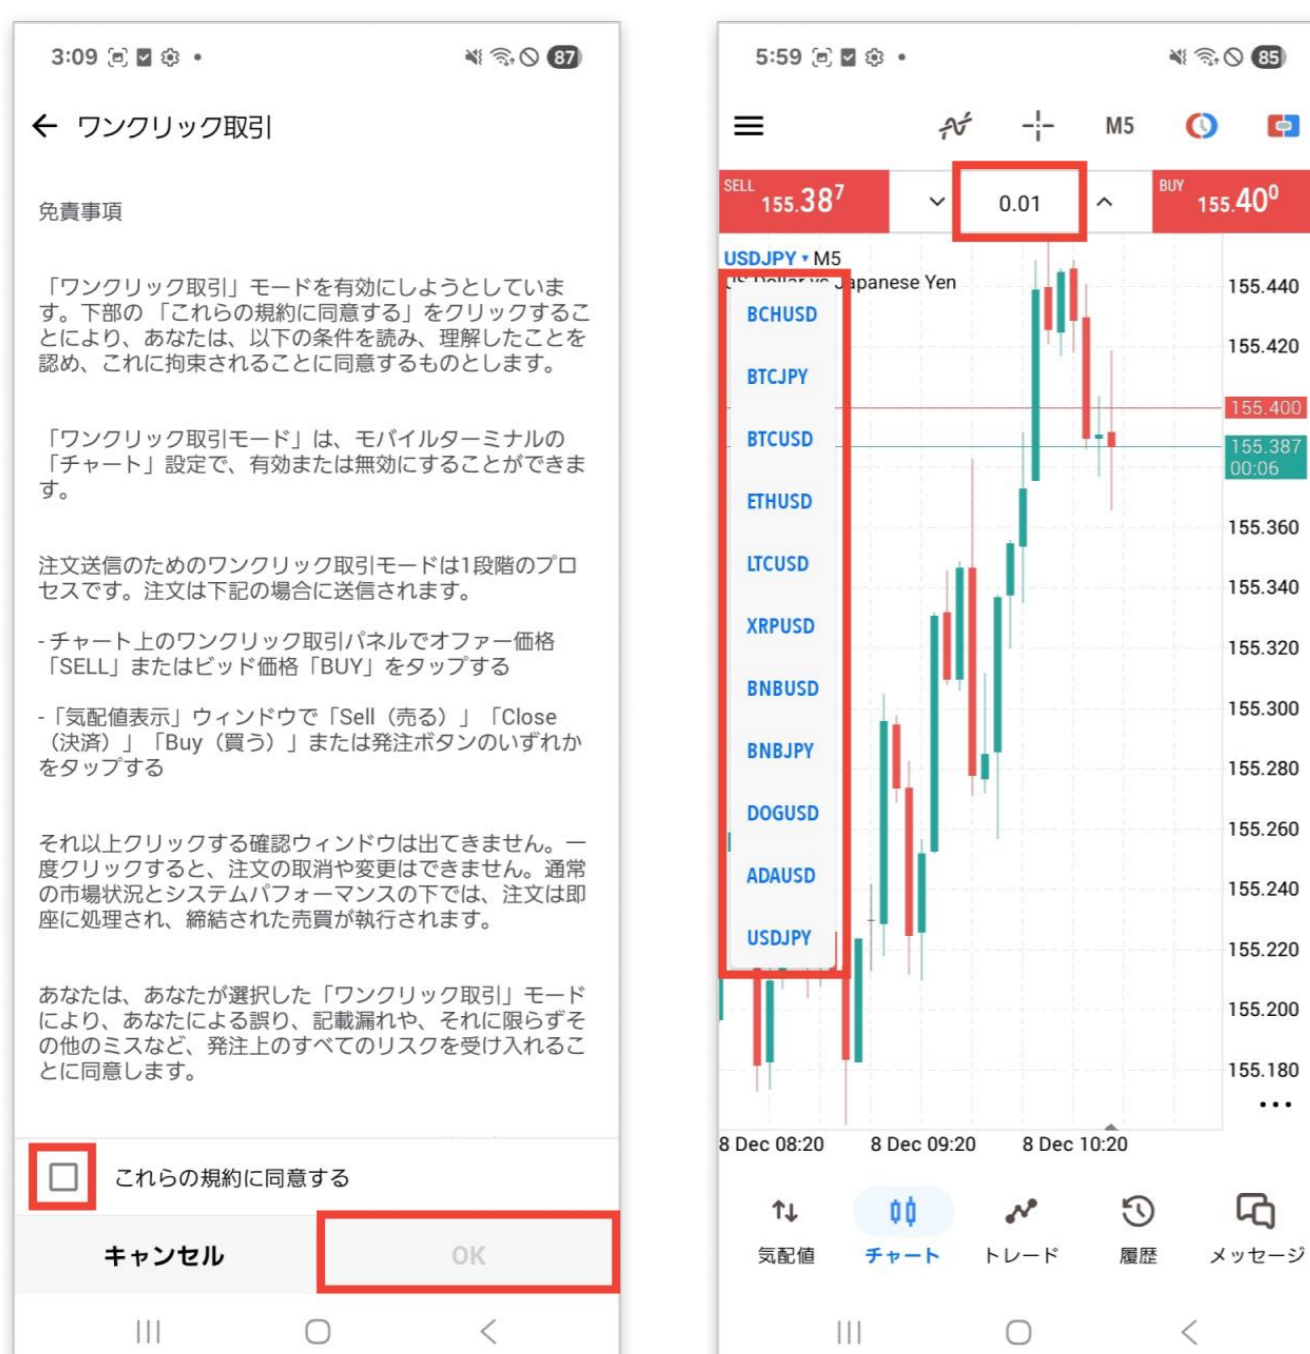 3:09
87
ワンクリック取引
免責事項
「ワンクリック取引」モードを有効にしようとしていま
す。下部の 「これらの規約に同意する」をクリックするこ
とにより、あなたは、以下の条件を読み、理解したことを
認め、これに拘束されることに同意するものとします。
「ワンクリック取引モード」は、モバイルターミナルの
「チャート」設定で、有効または無効にすることができま
す。
注文送信のためのワンクリック取引モードは1段階のプロ
セスです。注文は下記の場合に送信されます。
- チャート上のワンクリック取引パネルでオファー価格
「SELL」またはビッド価格「BUY」をタップする
-「気配値表示」ウィンドウで「Sell（売る）」「Close
（決済）」「Buy（買う）」または発注ボタンのいずれか
をタップする
それ以上クリックする確認ウィンドウは出てきません。一
度クリックすると、注文の取消や変更はできません。通常
の市場状況とシステムパフォーマンスの下では、注文は即
座に処理され、締結された売買が執行されます。
あなたは、あなたが選択した「ワンクリック取引」モード
により、あなたによる誤り、記載漏れや、それに限らずそ
の他のミスなど、発注上のすべてのリスクを受け入れるこ
とに同意します。
これらの規約に同意する
キャンセル
OK
5:59
85
M5
SELL
155.387
0.01
BUY
155.400
USDJPY M5
US Dollar vs Japanese Yen
BCHUSD
BTCJPY
BTCUSD
ETHUSD
LTCUSD
XRPUSD
BNBUSD
BNBJPY
DOGUSD
ADAUSD
USDJPY
155.440
155.420
155.400
155.387
00:06
155.360
155.340
155.320
155.300
155.280
155.260
155.240
155.220
155.200
155.180
8 Dec 08:20
8 Dec 09:20
8 Dec 10:20
気配値
チャート
トレード
履歴
メッセージ